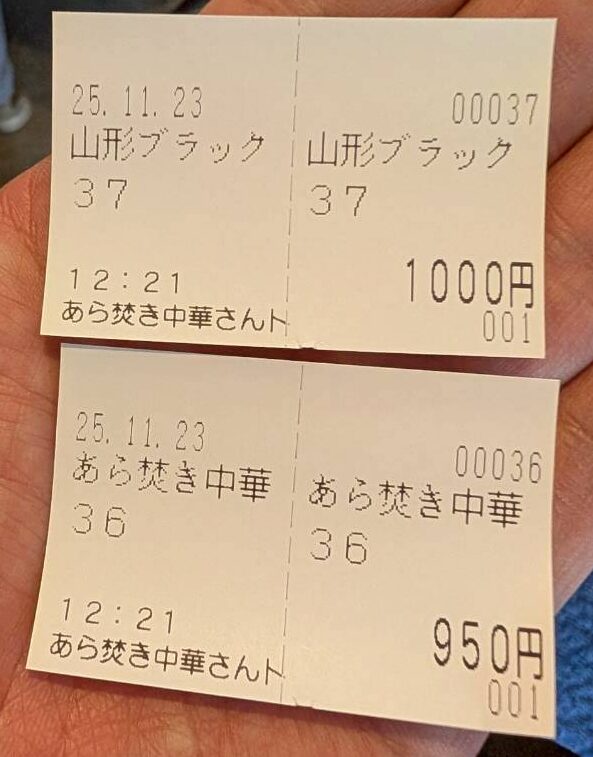 25.11.23
山形ブラック
37
12:21
あら焚き中華さんト
00037
山形ブラック
37
1000円
001
25.11.23
あら焚き中華
36
12:21
あら焚き中華さんト
00036
あら焚き中華
36
950円
001